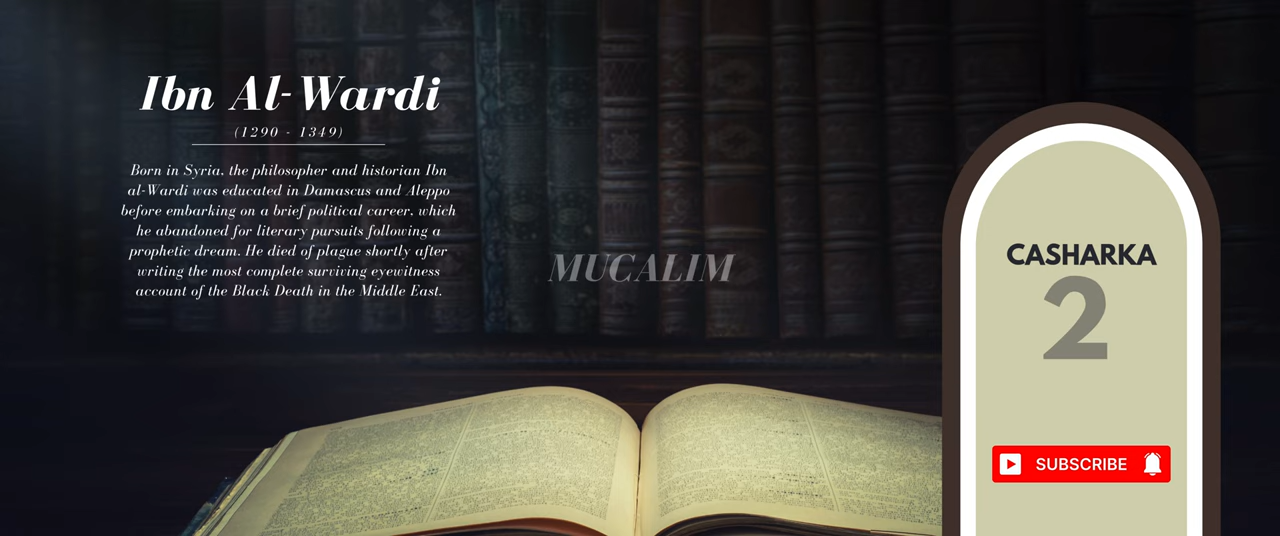 Ibn Al-Wardi
(1290 - 1349)
Born in Syria, the philosopher and historian Ibn
al-Wardi was educated in Damascus and Aleppo
before embarking on a brief political career, which
he abandoned for literary pursuits following a
prophetic dream. He died of plague shortly after
writing the most complete surviving eyewitness
account of the Black Death in the Middle East.
MUCALIM
CASHARKA
2
SUBSCRIBE